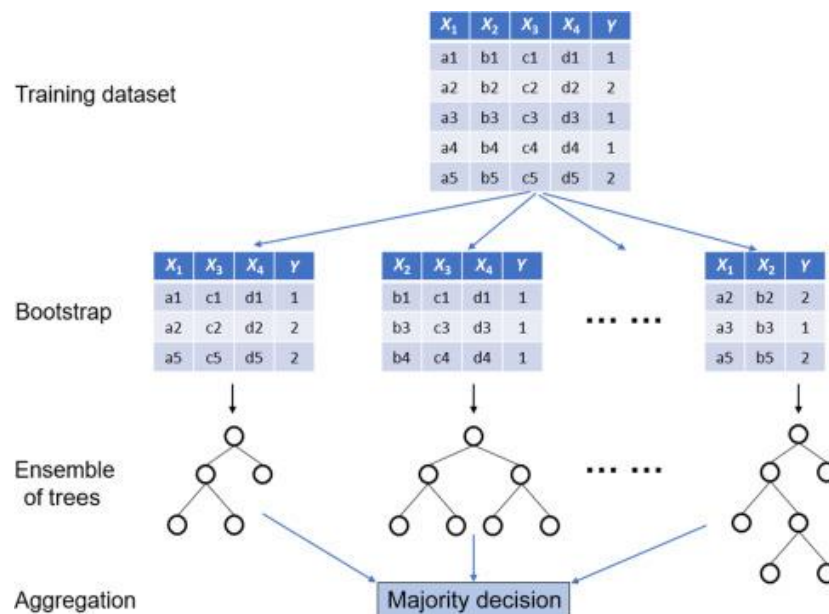 X1 X2 X3 X4 Y
a1 b1 c1 d1 1
a2 b2 c2 d2 2
Training dataset
a3 b3 c3 d3 1
a4 b4 c4 d4 1
a5 b5 c5 d5 2
X1 X3 X4 Y
a1 c1 d1 1
a2 c2 d2 2
a5 c5 d5 2
X2 X3 X4 Y
b1 c1 d1 1
b3 c3 d3 1
b4 c4 d4 1
... ...
X1 X2 Y
a2 b2 2
a3 b3 1
a5 b5 2
Bootstrap
Ensemble
of trees
... ...
Aggregation
Majority decision